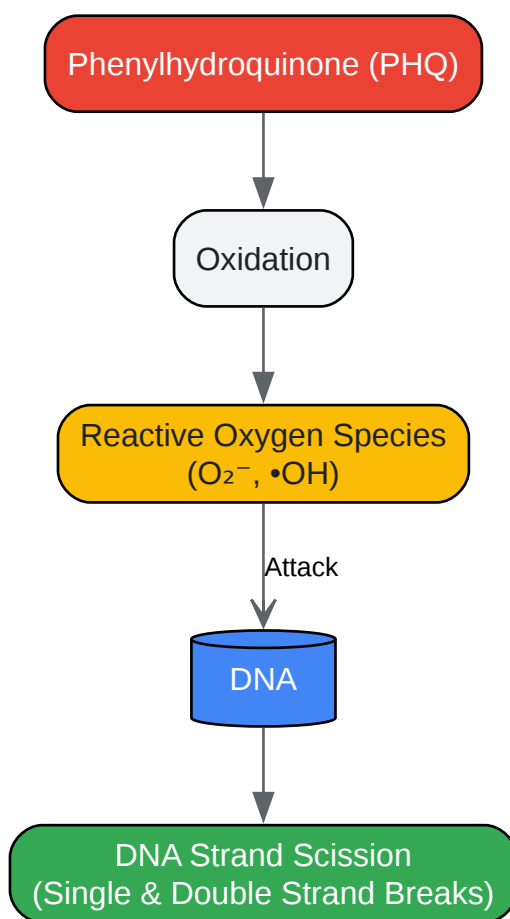 Phenylhydroquinone (PHQ)
Oxidation
Reactive Oxygen Species
(O₂⁻, •OH)
Attack
DNA
DNA Strand Scission
(Single & Double Strand Breaks)